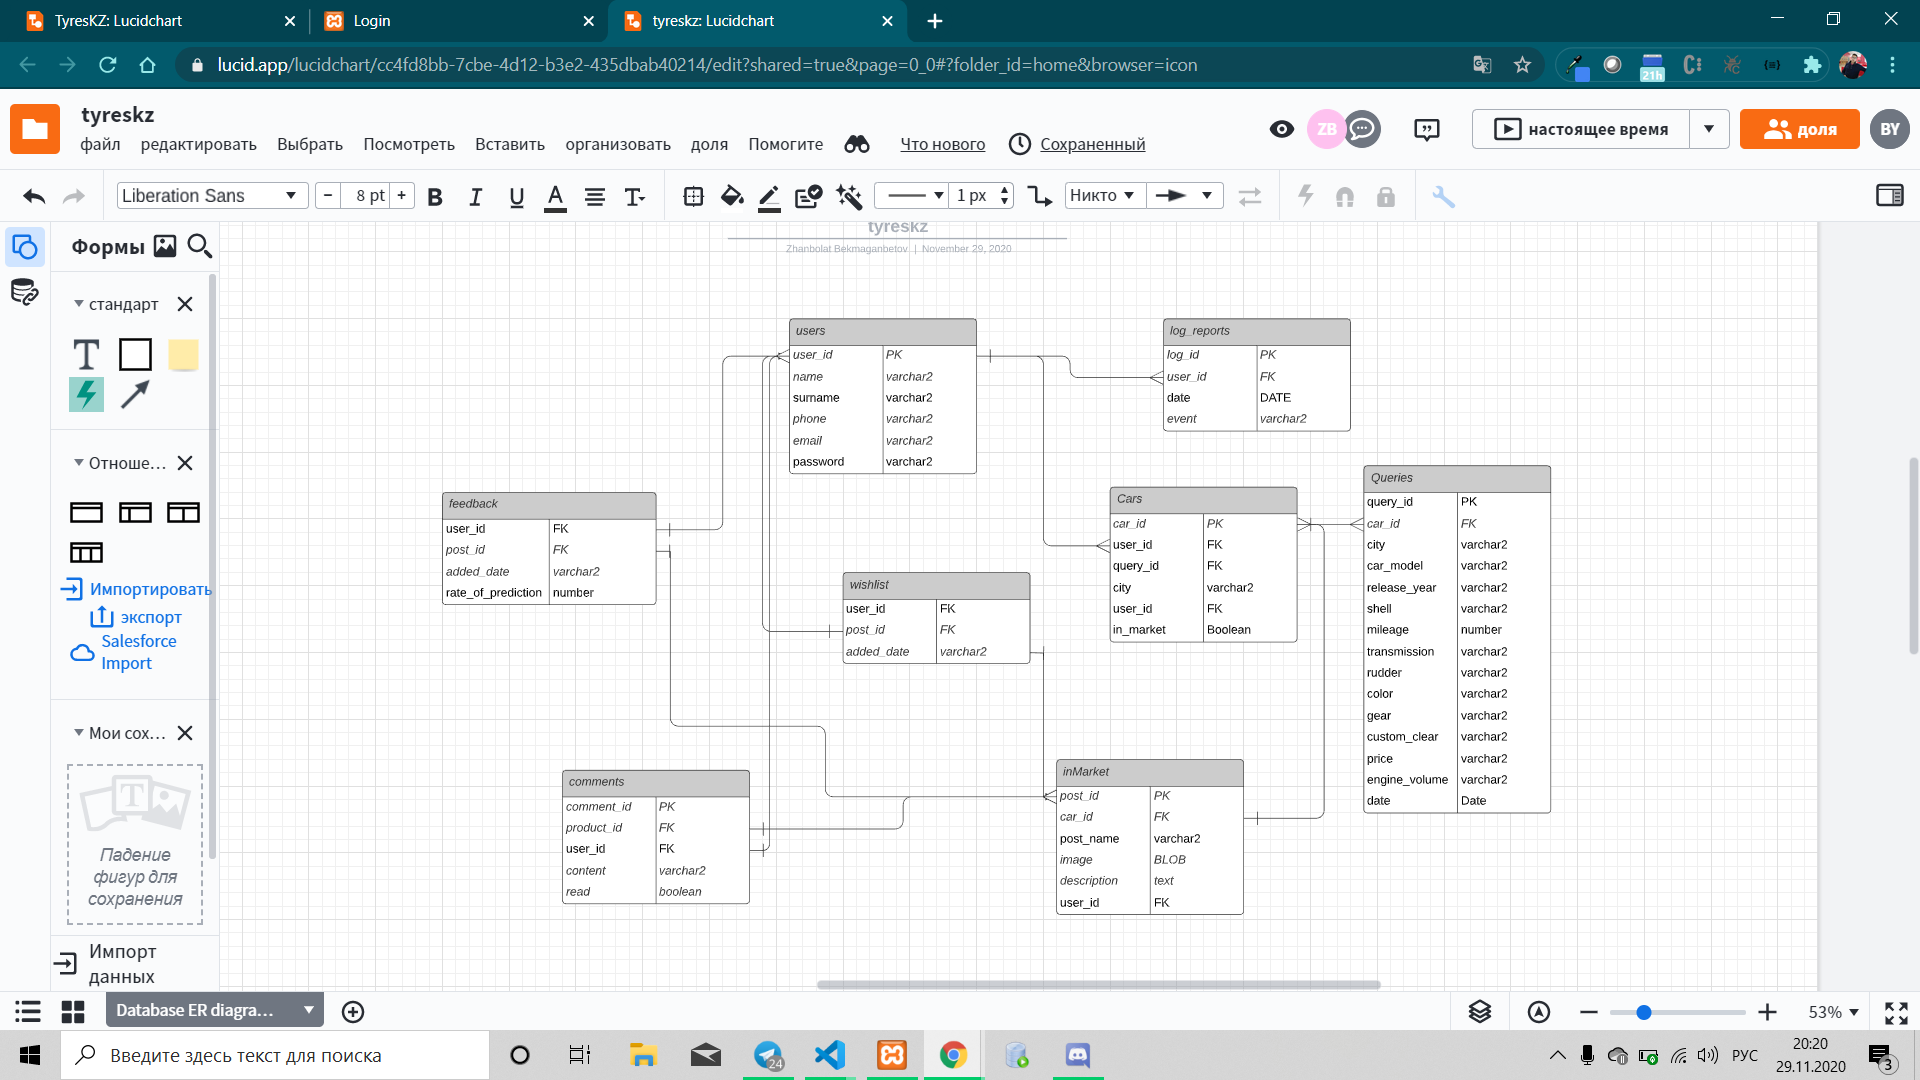 TyresKZ: Lucidchart
Login
tyreskz: Lucidchart
lucid.app/lucidchart/cc4fd8bb-7cbe-4d12-b3e2-435dbab40214/edit?shared=true&page=0_0#?folder_id=home&browser=icon
21h
tyreskz
файл редактировать Выбрать Посмотреть Вставить организовать доля Помогите Что нового Сохраненный
ZB
настоящее время
доля
BY
Liberation Sans
8 pt
1 px
Никто
Формы
стандарт
Отноше...
Импортировать
экспорт
Salesforce
Import
Мои сох...
Падение
фигур для
сохранения
Импорт
данных
tyreskz
Zhanbolat Bekmaganbetov | November 29, 2020
users
user_id PK
name varchar2
surname varchar2
phone varchar2
email varchar2
password varchar2
log_reports
log_id PK
user_id FK
date DATE
event varchar2
feedback
user_id FK
post_id FK
added_date varchar2
rate_of_prediction number
wishlist
user_id FK
post_id FK
added_date varchar2
Cars
car_id PK
user_id FK
query_id FK
city varchar2
user_id FK
in_market Boolean
Queries
query_id PK
car_id FK
city varchar2
car_model varchar2
release_year varchar2
shell varchar2
mileage number
transmission varchar2
rudder varchar2
color varchar2
gear varchar2
custom_clear varchar2
price varchar2
engine_volume varchar2
date Date
comments
comment_id PK
product_id FK
user_id FK
content varchar2
read boolean
inMarket
post_id PK
car_id FK
post_name varchar2
image BLOB
description text
user_id FK
Database ER diagra...
53%
Введите здесь текст для поиска
24
РУС
20:20
29.11.2020
3